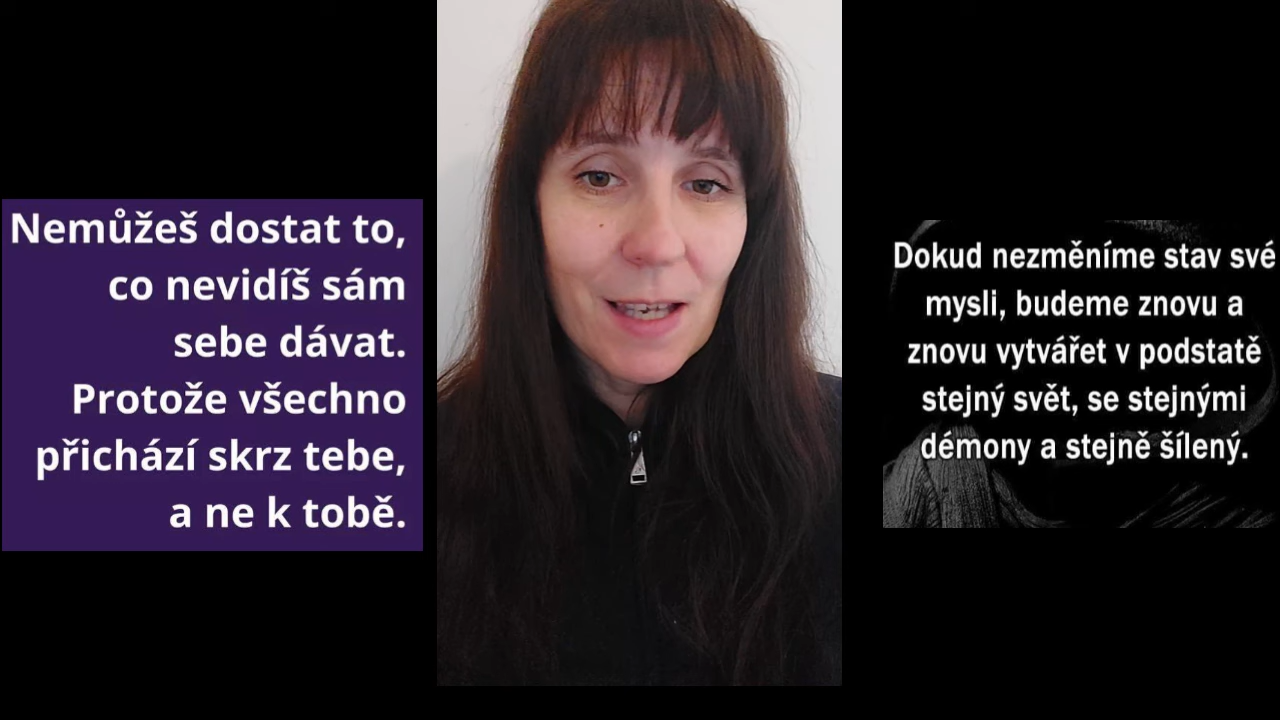 Nemůžeš dostat to,
co nevidíš sám
sebe dávat.
Protože všechno
přichází skrz tebe,
a ne k tobě.
Dokud nezměníme stav své
mysli, budeme znovu a
znovu vytvářet v podstatě
stejný svět, se stejnými
démony a stejně šílený.